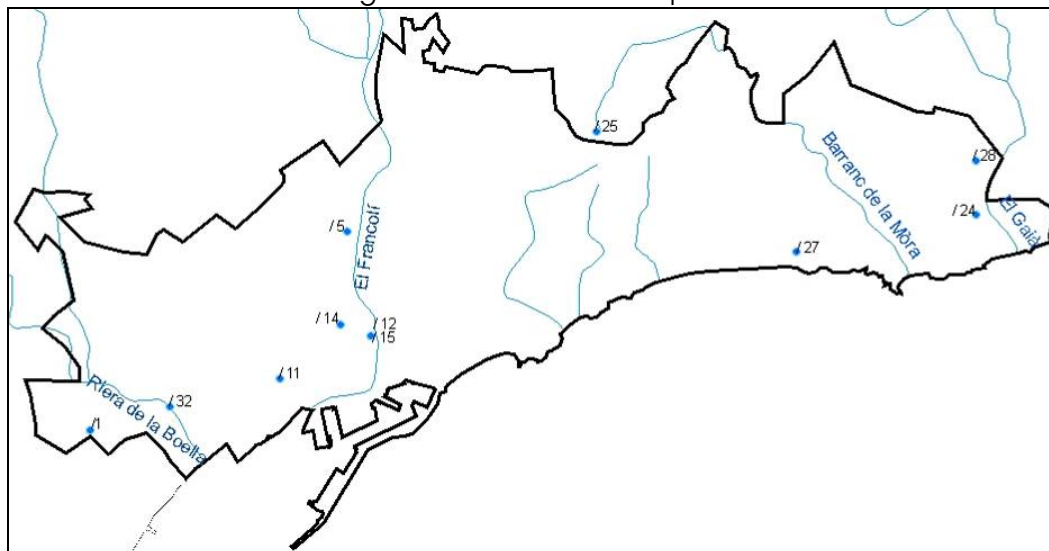 / 25
/ 28
Barranc de la Mòra
/ 24
El Gaià
/ 5
El Francolí
/ 27
/ 14
/ 12
/ 15
/ 11
Riera de la Boella
/ 32
/1